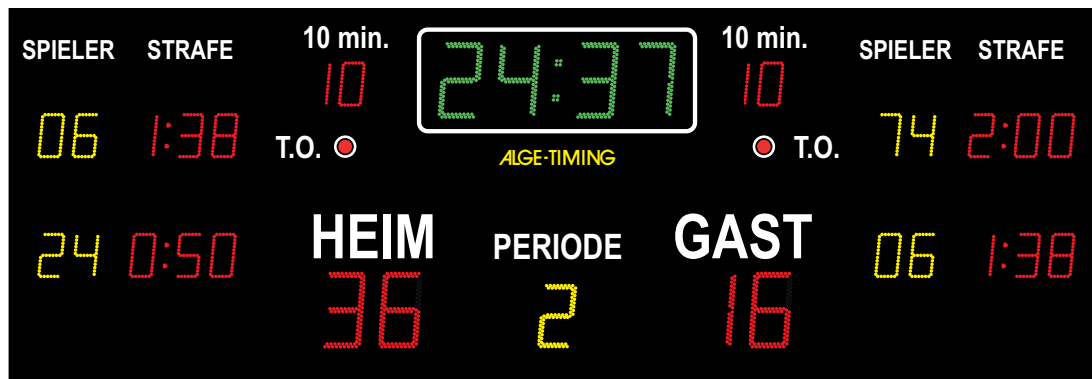 SPIELER STRAFE 10 min. 24:37 10 min. SPIELER STRAFE
10 10
06 1:38 T.O. ALGE-TIMING T.O. 74 2:00
HEIM PERIODE GAST
24 0:50 36 2 16 06 1:38